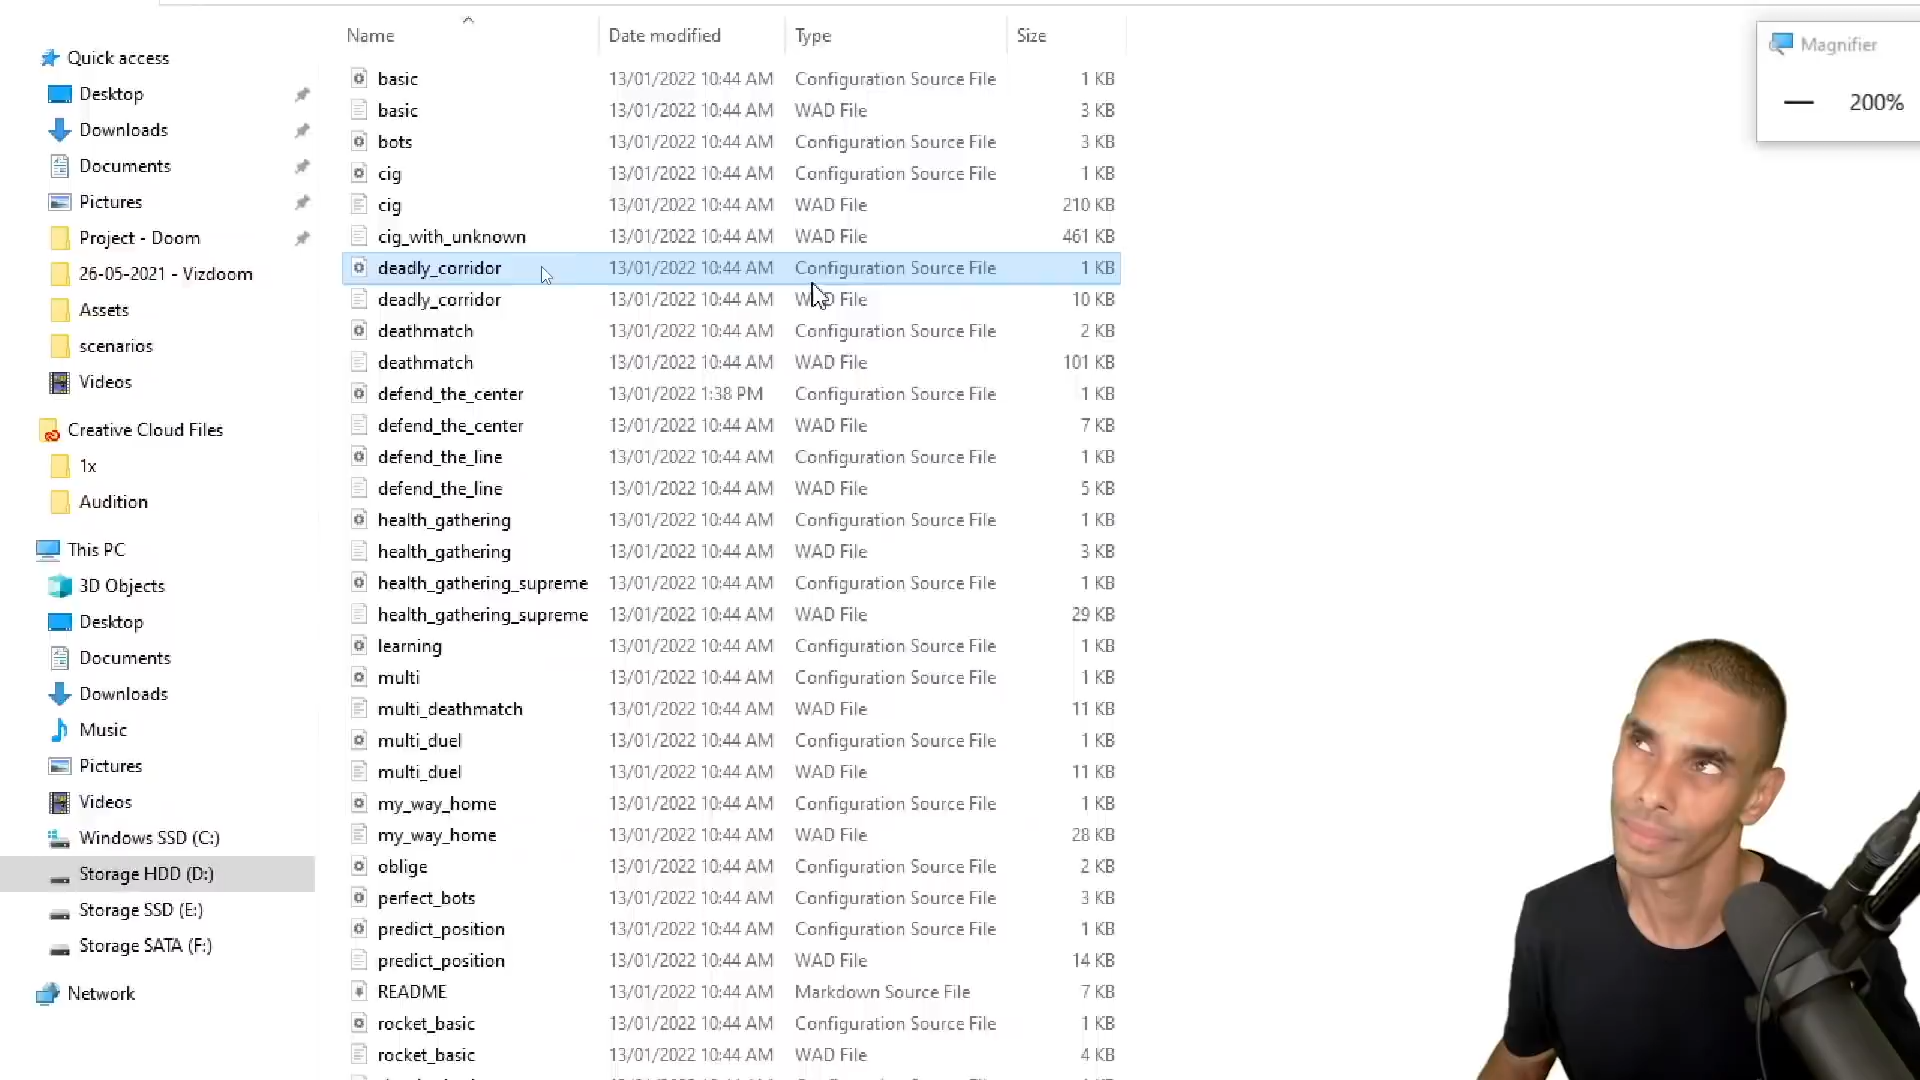 Name Date modified Type Size
Magnifier
200%
Quick access
Desktop
Downloads
Documents
Pictures
Project - Doom
26-05-2021 - Vizdoom
Assets
scenarios
Videos
Creative Cloud Files
1x
Audition
This PC
3D Objects
Desktop
Documents
Downloads
Music
Pictures
Videos
Windows SSD (C:)
Storage HDD (D:)
Storage SSD (E:)
Storage SATA (F:)
Network
basic 13/01/2022 10:44 AM Configuration Source File 1 KB
basic 13/01/2022 10:44 AM WAD File 3 KB
bots 13/01/2022 10:44 AM Configuration Source File 3 KB
cig 13/01/2022 10:44 AM Configuration Source File 1 KB
cig 13/01/2022 10:44 AM WAD File 210 KB
cig_with_unknown 13/01/2022 10:44 AM WAD File 461 KB
deadly_corridor 13/01/2022 10:44 AM Configuration Source File 1 KB
deadly_corridor 13/01/2022 10:44 AM WAD File 10 KB
deathmatch 13/01/2022 10:44 AM Configuration Source File 2 KB
deathmatch 13/01/2022 10:44 AM WAD File 101 KB
defend_the_center 13/01/2022 1:38 PM Configuration Source File 1 KB
defend_the_center 13/01/2022 10:44 AM WAD File 7 KB
defend_the_line 13/01/2022 10:44 AM Configuration Source File 1 KB
defend_the_line 13/01/2022 10:44 AM WAD File 5 KB
health_gathering 13/01/2022 10:44 AM Configuration Source File 1 KB
health_gathering 13/01/2022 10:44 AM WAD File 3 KB
health_gathering_supreme 13/01/2022 10:44 AM Configuration Source File 1 KB
health_gathering_supreme 13/01/2022 10:44 AM WAD File 29 KB
learning 13/01/2022 10:44 AM Configuration Source File 1 KB
multi 13/01/2022 10:44 AM Configuration Source File 1 KB
multi_deathmatch 13/01/2022 10:44 AM WAD File 11 KB
multi_duel 13/01/2022 10:44 AM Configuration Source File 1 KB
multi_duel 13/01/2022 10:44 AM WAD File 11 KB
my_way_home 13/01/2022 10:44 AM Configuration Source File 1 KB
my_way_home 13/01/2022 10:44 AM WAD File 28 KB
oblige 13/01/2022 10:44 AM Configuration Source File 2 KB
perfect_bots 13/01/2022 10:44 AM Configuration Source File 3 KB
predict_position 13/01/2022 10:44 AM Configuration Source File 1 KB
predict_position 13/01/2022 10:44 AM WAD File 14 KB
README 13/01/2022 10:44 AM Markdown Source File 7 KB
rocket_basic 13/01/2022 10:44 AM Configuration Source File 1 KB
rocket_basic 13/01/2022 10:44 AM WAD File 4 KB